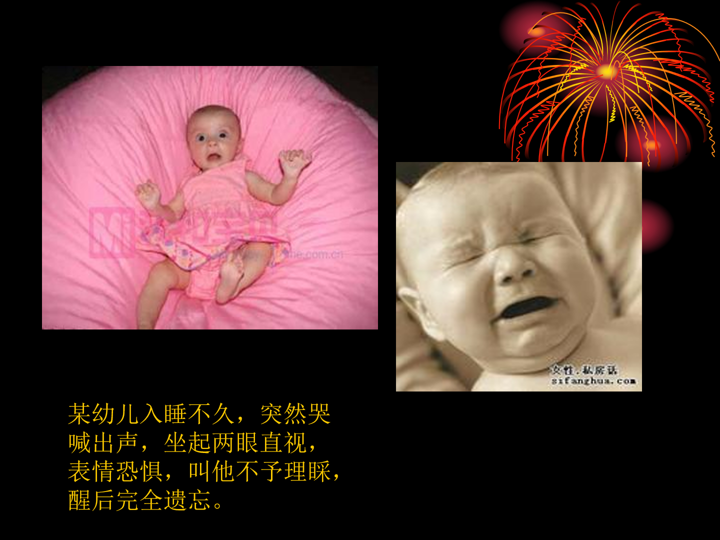 女性.私房话
sifanghua.com
某幼儿入睡不久，突然哭
喊出声，坐起两眼直视，
表情恐惧，叫他不予理睬，
醒后完全遗忘。